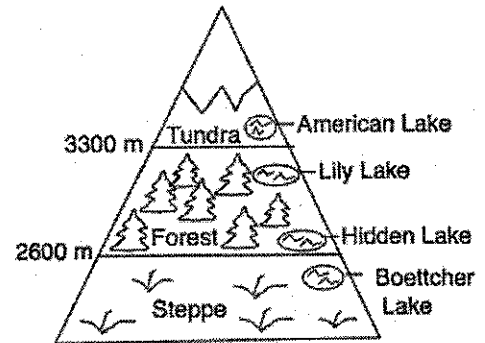 American Lake
3300 m
Tundra
Lily Lake
Forest
Hidden Lake
2600 m
Boettcher
Lake
Steppe